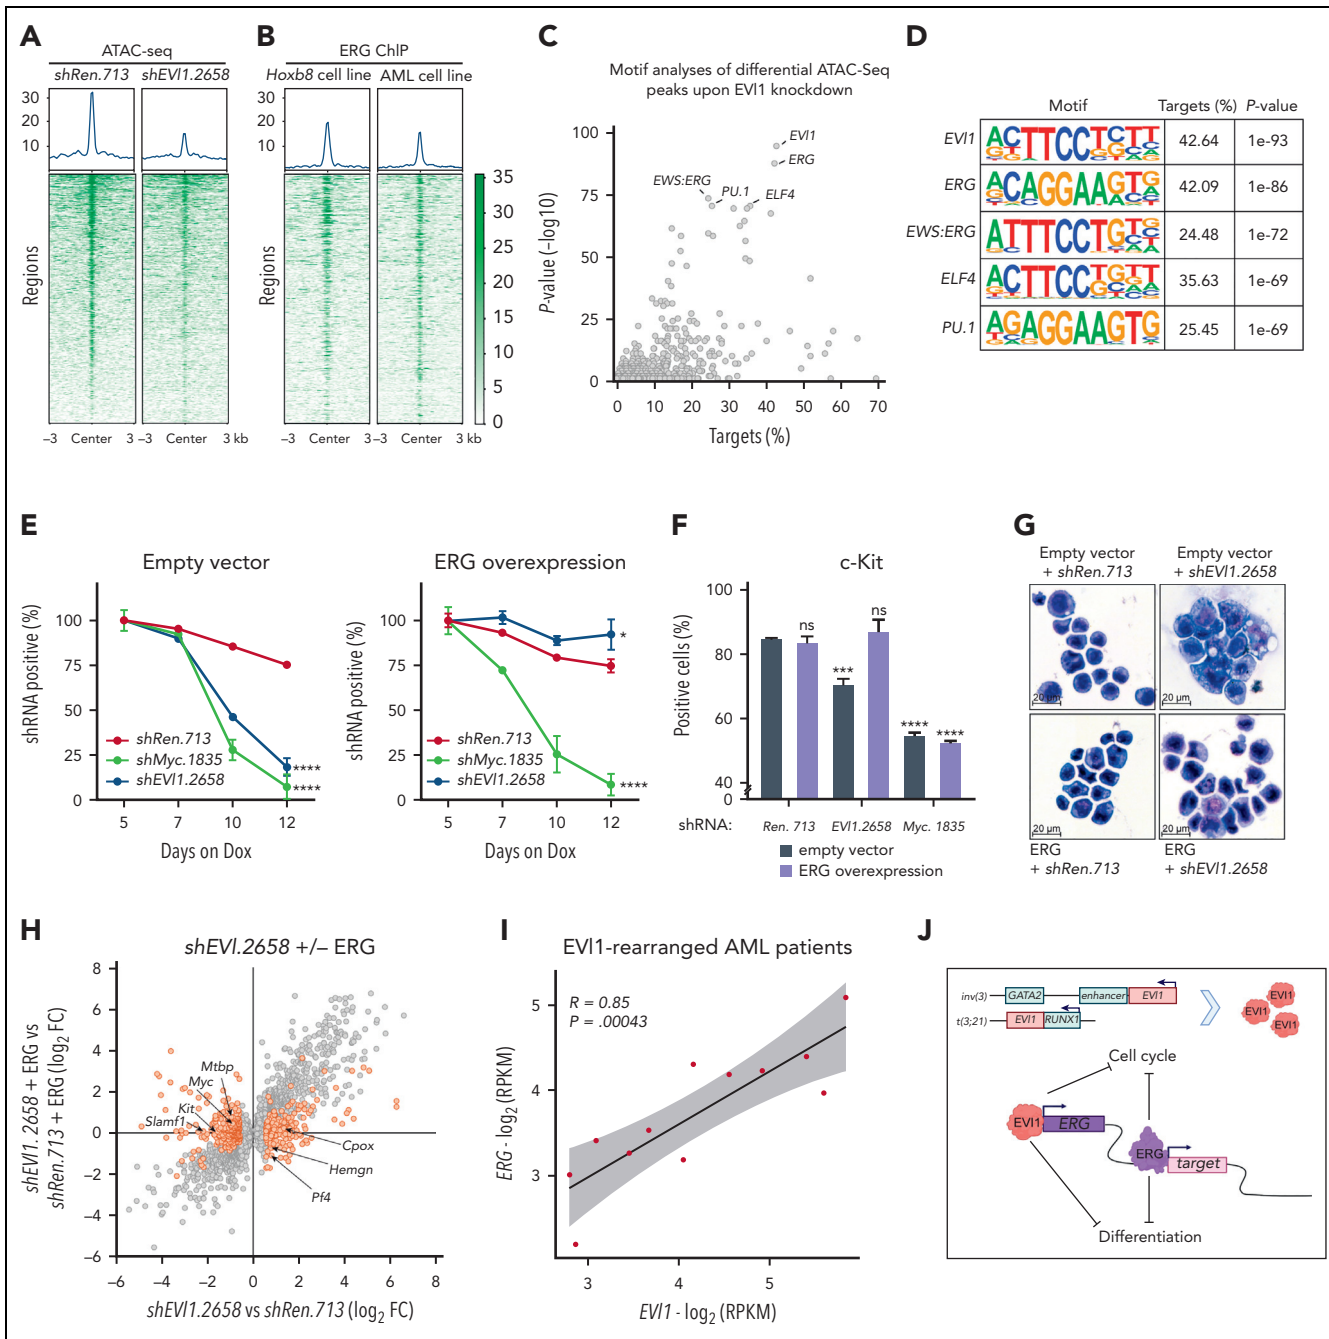 A
ATAC-seq
shRen.713 shEVI1.2658
30
20
10
Regions
–3 Center 3
–3 Center 3 kb
B
ERG ChIP
Hoxb8 cell line AML cell line
30
20
10
Regions
–3 Center 3
–3 Center 3 kb
35
30
25
20
15
10
5
0
C
Motif analyses of differential ATAC-Seq
peaks upon EVI1 knockdown
P-value (–log10)
100
75
50
25
0
EVI1
ERG
EWS:ERG
PU.1
ELF4
0 10 20 30 40 50 60 70
Targets (%)
D
Motif Targets (%) P-value
EVI1 42.64 1e-93
ERG 42.09 1e-86
EWS:ERG 24.48 1e-72
ELF4 35.63 1e-69
PU.1 25.45 1e-69
E
Empty vector
shRNA positive (%)
100
75
50
25
0
shRen.713
shMyc.1835
shEVI1.2658
****
****
5 7 10 12
Days on Dox
ERG overexpression
shRNA positive (%)
100
75
50
25
0
*
shRen.713
shMyc.1835
shEVI1.2658
****
5 7 10 12
Days on Dox
F
c-Kit
Positive cells (%)
100
80
60
40
0
ns
***
ns
****
****
shRNA: Ren. 713 EVI1.2658 Myc. 1835
empty vector
ERG overexpression
G
Empty vector
+ shRen.713
Empty vector
+ shEVI1.2658
20 µm
20 µm
20 µm
20 µm
ERG
+ shRen.713
ERG
+ shEVI1.2658
H
shEVI.2658 +/– ERG
shEVI1. 2658 + ERG vs
shRen.713 + ERG (log2 FC)
8
6
4
2
0
−2
−4
−6
Mtbp
Myc
Kit
Slamf1
Cpox
Hemgn
Pf4
−6 −4 −2 0 2 4 6 8
shEVI1.2658 vs shRen.713 (log2 FC)
I
EVI1-rearranged AML patients
R = 0.85
P = .00043
ERG - log2 (RPKM)
5
4
3
3 4 5
EVI1 - log2 (RPKM)
J
inv(3) GATA2 enhancer EVI1
t(3;21) EVI1 RUNX1
EVI1
EVI1
EVI1
Cell cycle
EVI1 ERG
ERG target
Differentiation